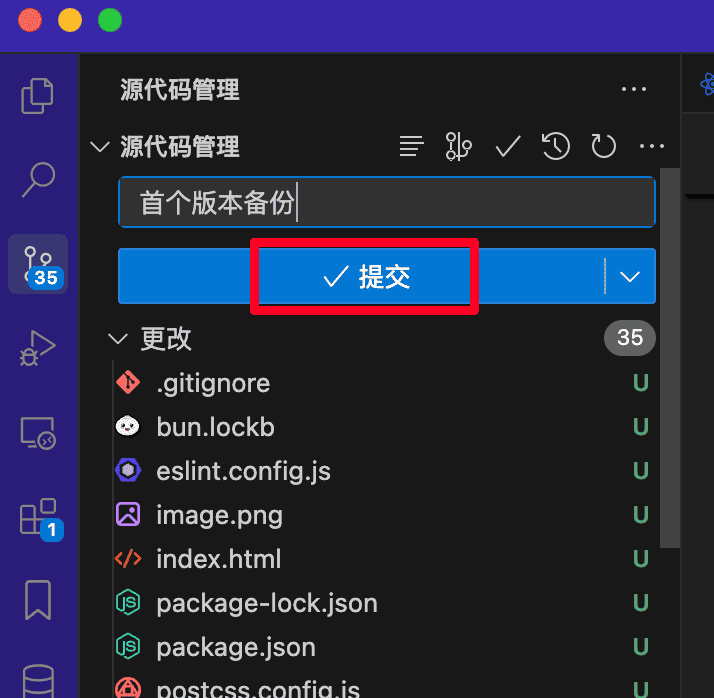 源代码管理
源代码管理
首个版本备份
提交
35
更改 35
.gitignore U
bun.lockb U
eslint.config.js U
image.png U
index.html U
1
package-lock.json U
package.json U
postcss.config.js U